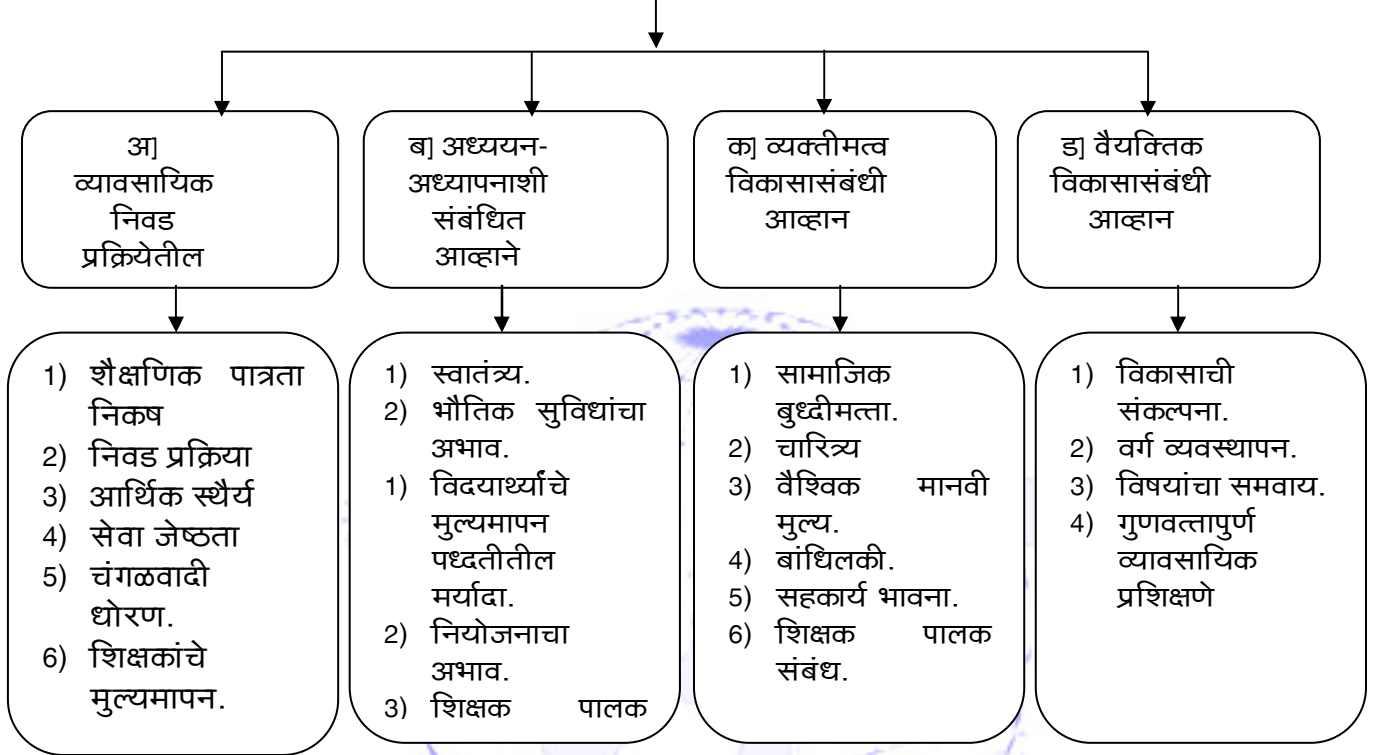 अ]
व्यावसायिक
निवड
प्रक्रियेतील
ब] अध्ययन-
अध्यापनाशी
संबंधित
आव्हाने
क] व्यक्तीमत्व
विकासासंबंधी
आव्हान
ड] वैयक्तिक
विकासासंबंधी
आव्हान
1) शैक्षणिक पात्रता
निकष
2) निवड प्रक्रिया
3) आर्थिक स्थैर्य
4) सेवा जेष्ठता
5) चंगळवादी
धोरण.
6) शिक्षकांचे
मुल्यमापन.
1) स्वातंत्र्य.
2) भौतिक सुविधांचा
अभाव.
1) विदयार्थ्यांचे
मुल्यमापन
पध्दतीतील
मर्यादा.
2) नियोजनाचा
अभाव.
3) शिक्षक पालक
1) सामाजिक
बुध्दीमत्ता.
2) चारित्र्य
3) वैश्विक मानवी
मुल्य.
4) बांधिलकी.
5) सहकार्य भावना.
6) शिक्षक पालक
संबंध.
1) विकासाची
संकल्पना.
2) वर्ग व्यवस्थापन.
3) विषयांचा समवाय.
4) गुणवत्तापुर्ण
व्यावसायिक
प्रशिक्षणे